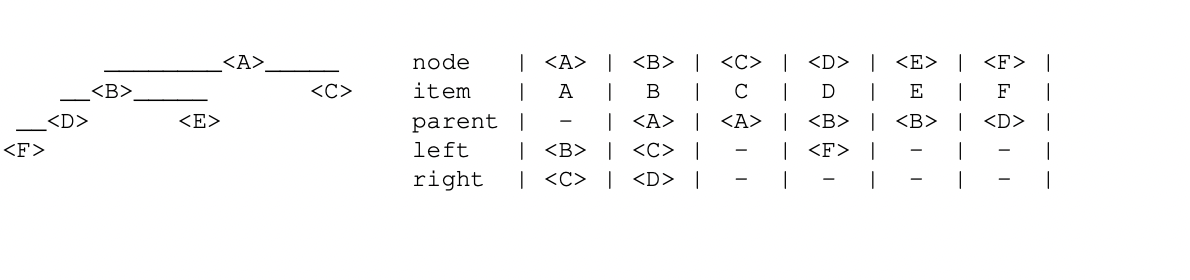 ________<A>_____     node   | <A> | <B> | <C> | <D> | <E> | <F> |
__<B>_____       <C>    item   |  A  |  B  |  C  |  D  |  E  |  F  |
__<D>      <E>             parent |  -  | <A> | <A> | <B> | <B> | <D> |
<F>                        left   | <B> | <C> |  -  | <F> |  -  |  -  |
right  | <C> | <D> |  -  |  -  |  -  |  -  |